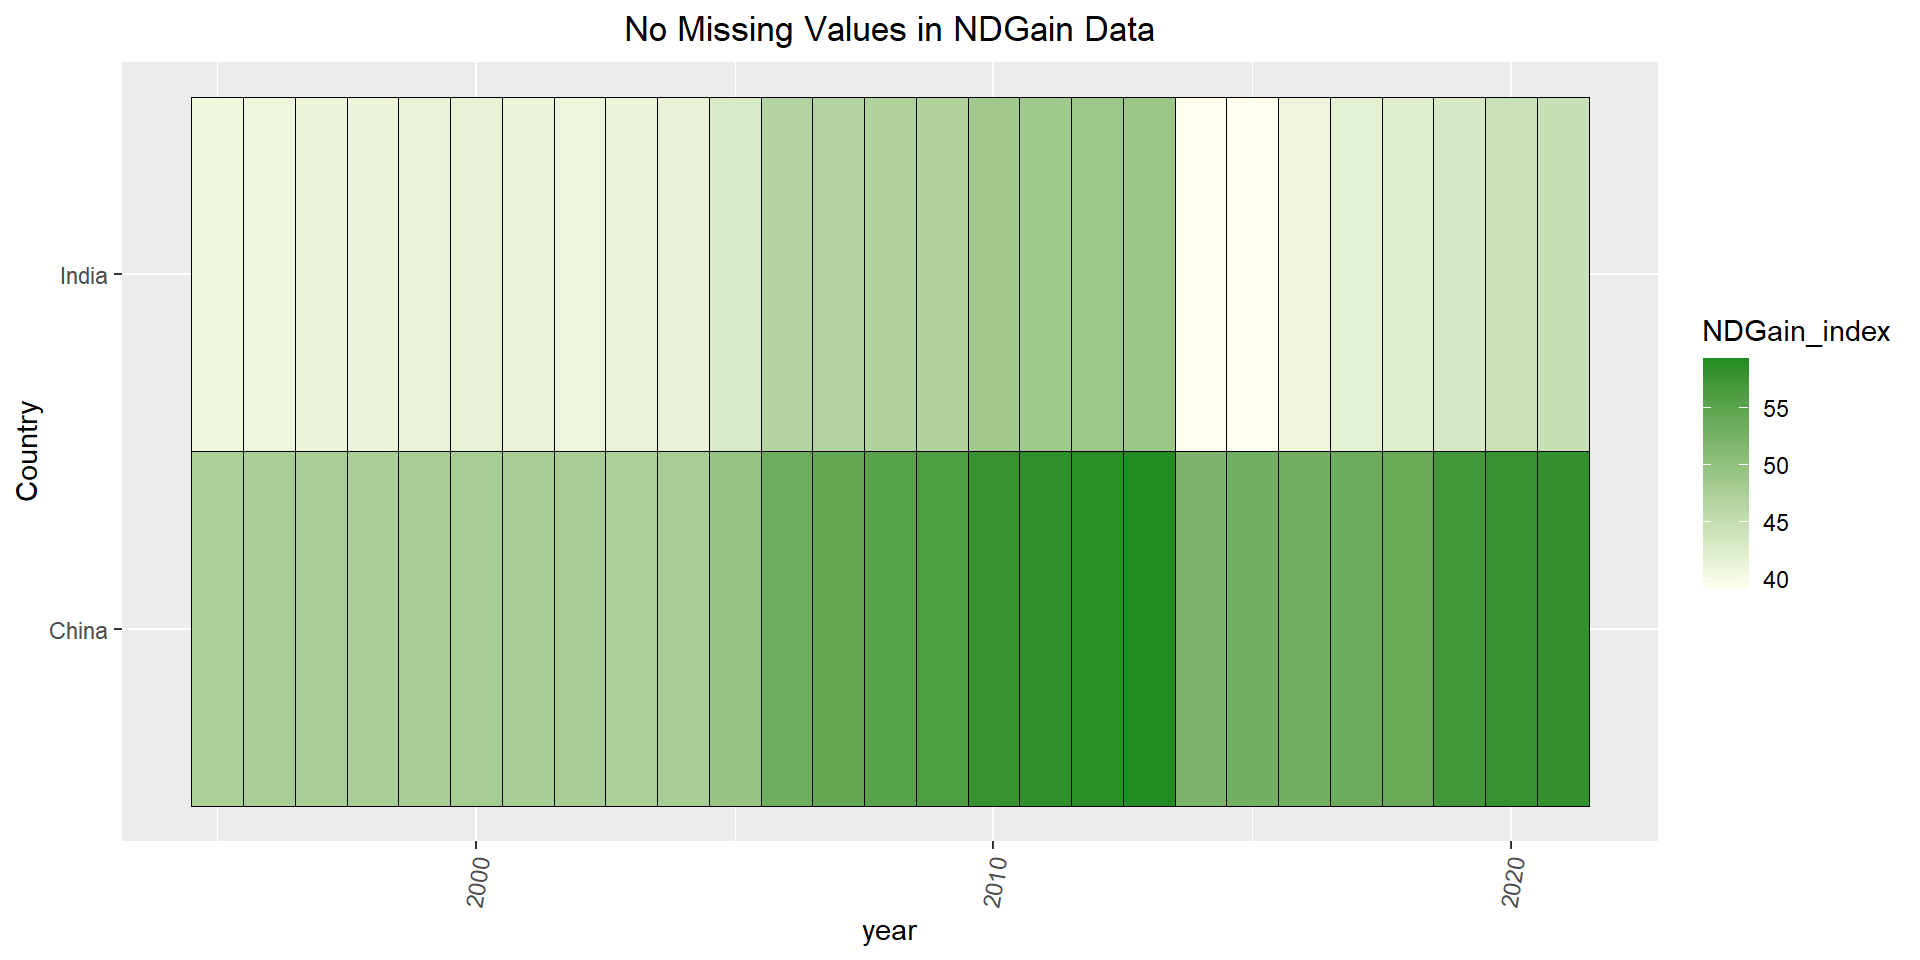 No Missing Values in NDGain Data
Country
India
China
2000
2010
2020
year
NDGain_index
55
50
45
40